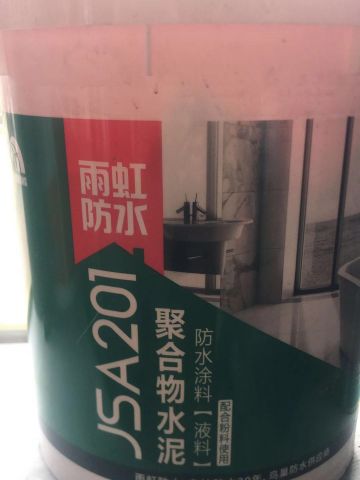 雨虹
防水
JSA201
聚合物水泥
防水涂料【液料】
配合粉料使用